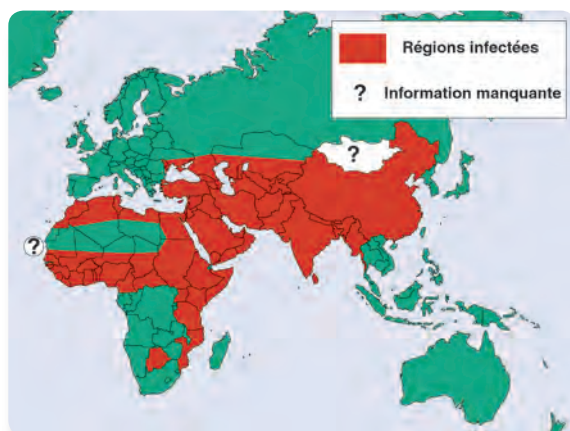 Régions infectées
? Information manquante
?
?